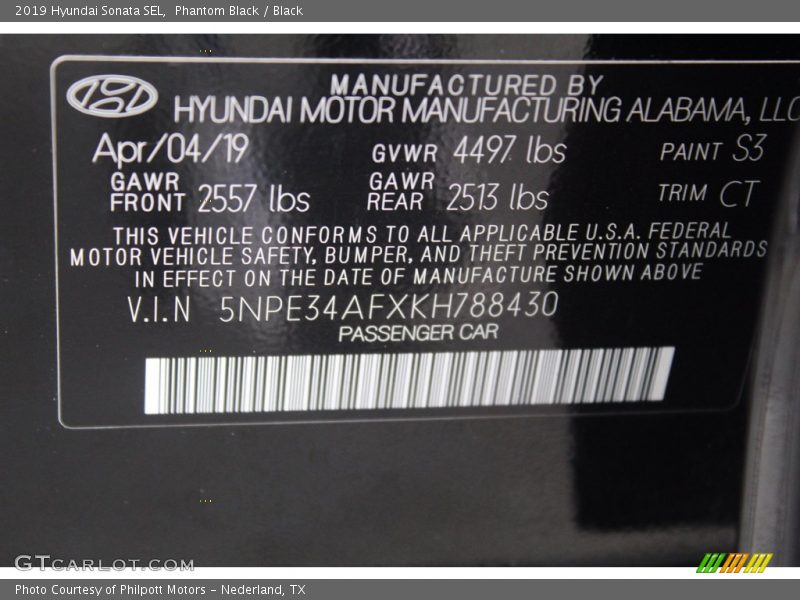 2019 Hyundai Sonata SEL, Phantom Black / Black
MANUFACTURED BY
HYUNDAI MOTOR MANUFACTURING ALABAMA, LLC
Apr/04/19 GVWR 4497 lbs PAINT S3
GAWR FRONT 2557 lbs GAWR REAR 2513 lbs TRIM CT
THIS VEHICLE CONFORMS TO ALL APPLICABLE U.S.A. FEDERAL
MOTOR VEHICLE SAFETY, BUMPER, AND THEFT PREVENTION STANDARDS
IN EFFECT ON THE DATE OF MANUFACTURE SHOWN ABOVE
V.I.N 5NPE34AFXKH788430
PASSENGER CAR
GTCARLOT.COM
Photo Courtesy of Philpott Motors - Nederland, TX